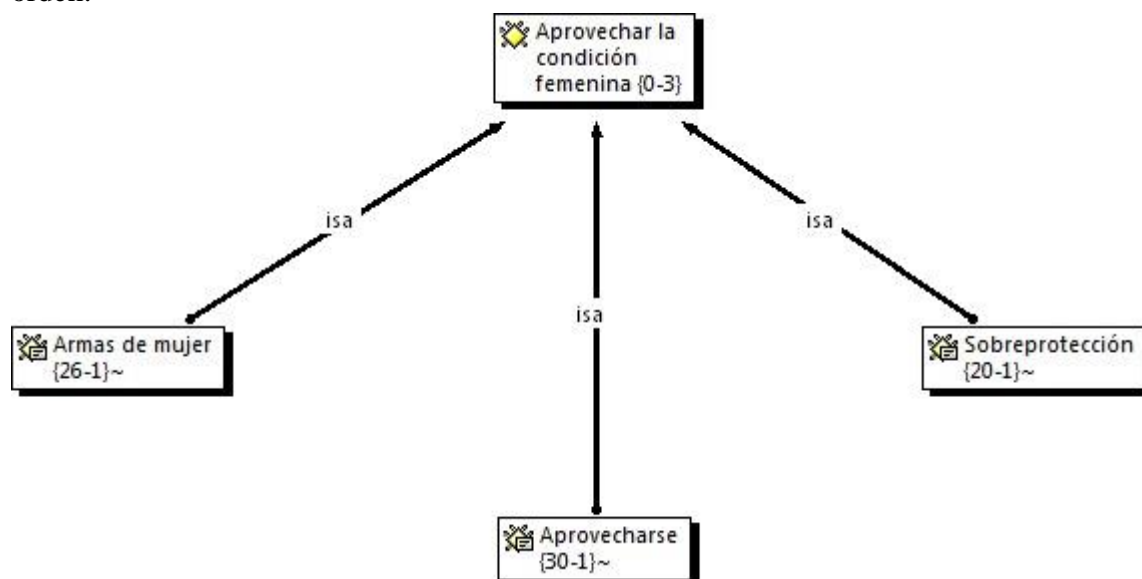 orden.
Aprovechar la
condición
femenina {0-3}
isa
isa
isa
Armas de mujer
{26-1}~
Sobreprotección
{20-1}~
Aprovecharse
{30-1}~